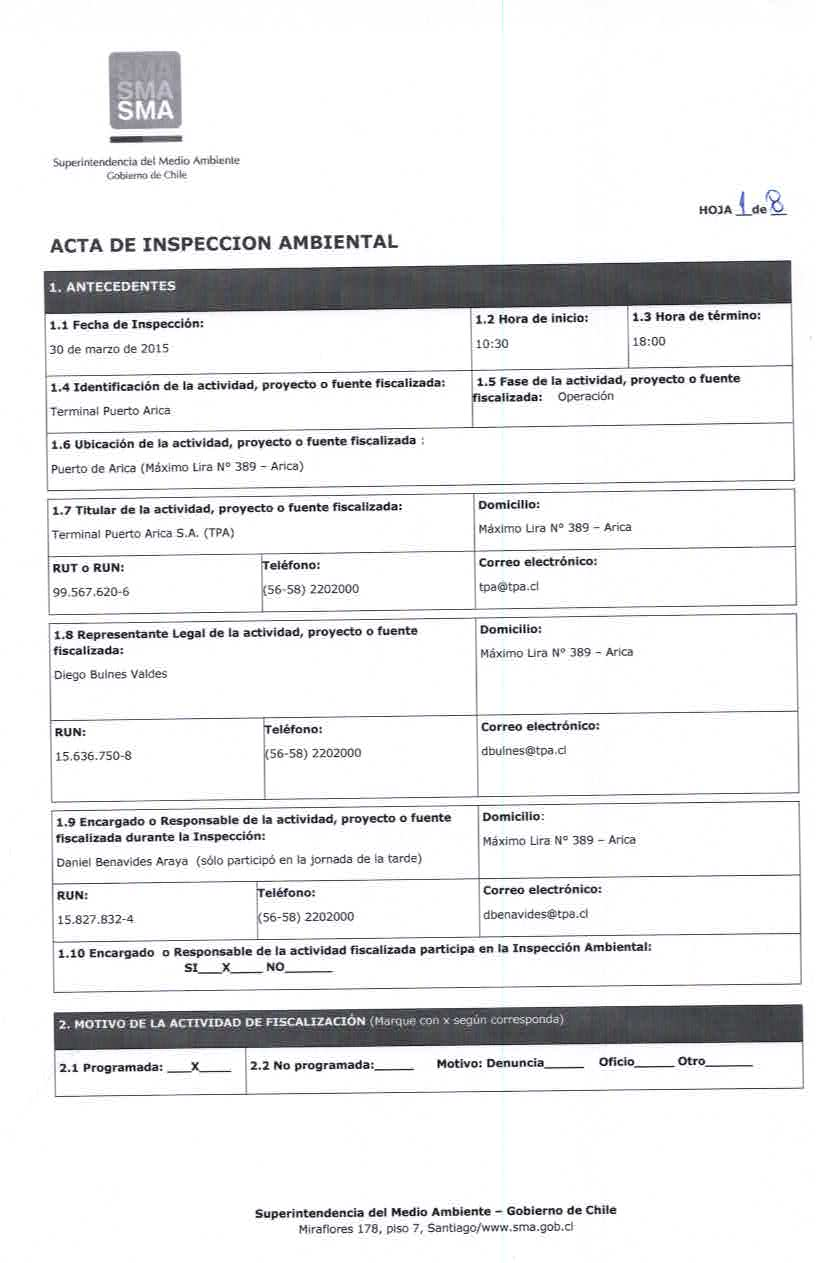 SMA
SMA
SMA
Superintendencia del Medio Ambiente
Gobierno de Chile
HOJA 1 de 8
ACTA DE INSPECCION AMBIENTAL
1. ANTECEDENTES
1.1 Fecha de Inspección:
30 de marzo de 2015
1.2 Hora de inicio:
10:30
1.3 Hora de término:
18:00
1.4 Identificación de la actividad, proyecto o fuente fiscalizada:
Terminal Puerto Arica
1.5 Fase de la actividad, proyecto o fuente
fiscalizada: Operación
1.6 Ubicación de la actividad, proyecto o fuente fiscalizada :
Puerto de Arica (Máximo Lira N° 389 – Arica)
1.7 Titular de la actividad, proyecto o fuente fiscalizada:
Terminal Puerto Arica S.A. (TPA)
Domicilio:
Máximo Lira N° 389 – Arica
RUT o RUN:
99.567.620-6
Teléfono:
(56-58) 2202000
Correo electrónico:
tpa@tpa.cl
1.8 Representante Legal de la actividad, proyecto o fuente
fiscalizada:
Diego Bulnes Valdes
Domicilio:
Máximo Lira N° 389 – Arica
RUN:
15.636.750-8
Teléfono:
(56-58) 2202000
Correo electrónico:
dbulnes@tpa.cl
1.9 Encargado o Responsable de la actividad, proyecto o fuente
fiscalizada durante la Inspección:
Daniel Benavides Araya (sólo participó en la jornada de la tarde)
Domicilio:
Máximo Lira N° 389 – Arica
RUN:
15.827.832-4
Teléfono:
(56-58) 2202000
Correo electrónico:
dbenavides@tpa.cl
1.10 Encargado o Responsable de la actividad fiscalizada participa en la Inspección Ambiental:
SI___X____ NO_______
2. MOTIVO DE LA ACTIVIDAD DE FISCALIZACIÓN (Marque con x según corresponda)
2.1 Programada: ___X____
2.2 No programada:______ Motivo: Denuncia______ Oficio______ Otro_______
Superintendencia del Medio Ambiente – Gobierno de Chile
Miraflores 178, piso 7, Santiago/www.sma.gob.cl